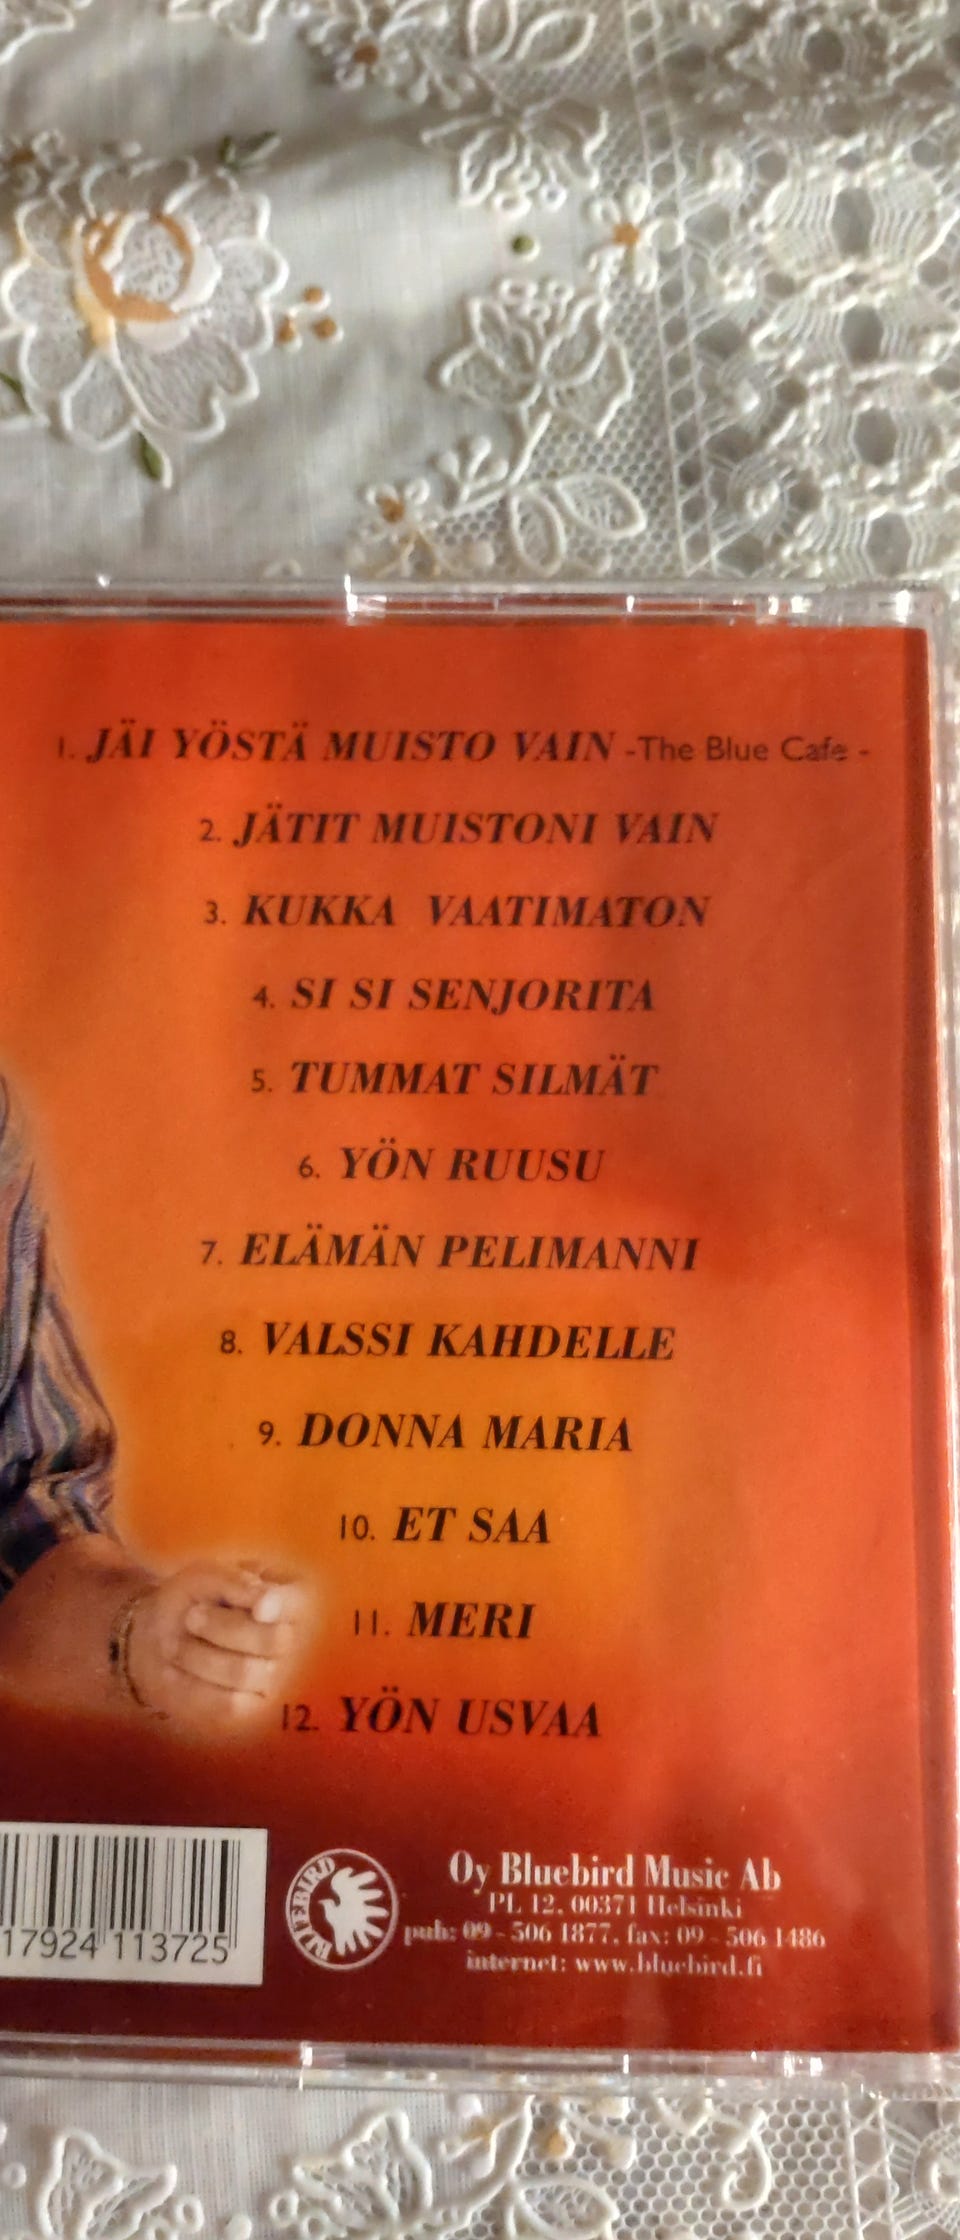 1. JÄI YÖSTÄ MUISTO VAIN -The Blue Cafe -
2. JÄTIT MUISTONI VAIN
3. KUKKA VAATIMATON
4. SI SI SENJORITA
5. TUMMAT SILMÄT
6. YÖN RUUSU
7. ELÄMÄN PELIMANNI
8. VALSSI KAHDELLE
9. DONNA MARIA
10. ET SAA
11. MERI
12. YÖN USVAA
17924 113725
BLUEBIRD
Oy Bluebird Music Ab
PL 12, 00371 Helsinki
puh: 09 - 506 1877, fax: 09 - 506 1486
internet: www.bluebird.fi